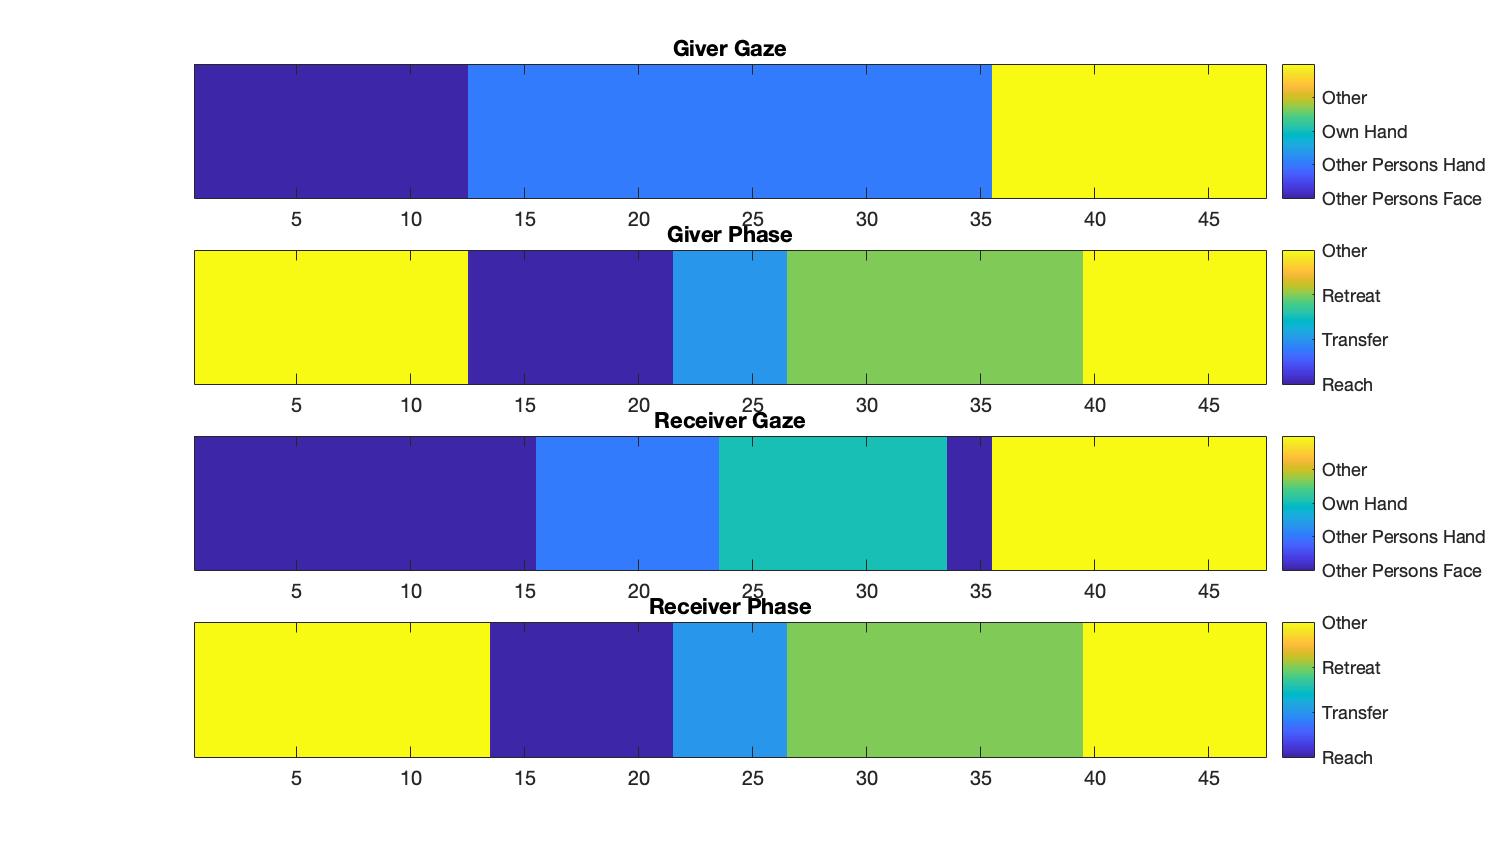 Giver Gaze
Other
Own Hand
Other Persons Hand
Other Persons Face
5 10 15 20 25 30 35 40 45
Giver Phase
Other
Retreat
Transfer
Reach
5 10 15 20 25 30 35 40 45
Receiver Gaze
Other
Own Hand
Other Persons Hand
Other Persons Face
5 10 15 20 25 30 35 40 45
Receiver Phase
Other
Retreat
Transfer
Reach
5 10 15 20 25 30 35 40 45